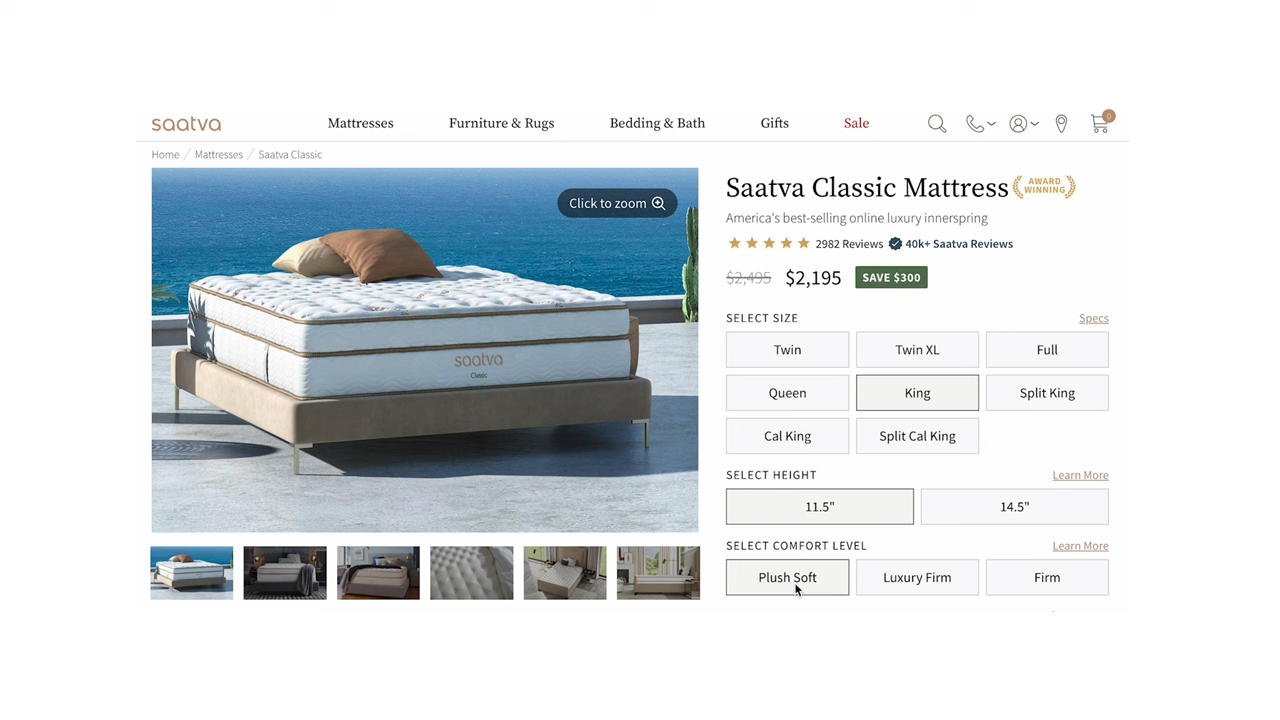 saatva
Mattresses
Furniture & Rugs
Bedding & Bath
Gifts
Sale
0
Home / Mattresses / Saatva Classic
Click to zoom
saatva
Classic
Saatva Classic Mattress
AWARD
WINNING
America's best-selling online luxury innerspring
2982 Reviews 40k+ Saatva Reviews
$2,495 $2,195 SAVE $300
SELECT SIZE Specs
Twin Twin XL Full
Queen King Split King
Cal King Split Cal King
SELECT HEIGHT Learn More
11.5" 14.5"
SELECT COMFORT LEVEL Learn More
Plush Soft Luxury Firm Firm